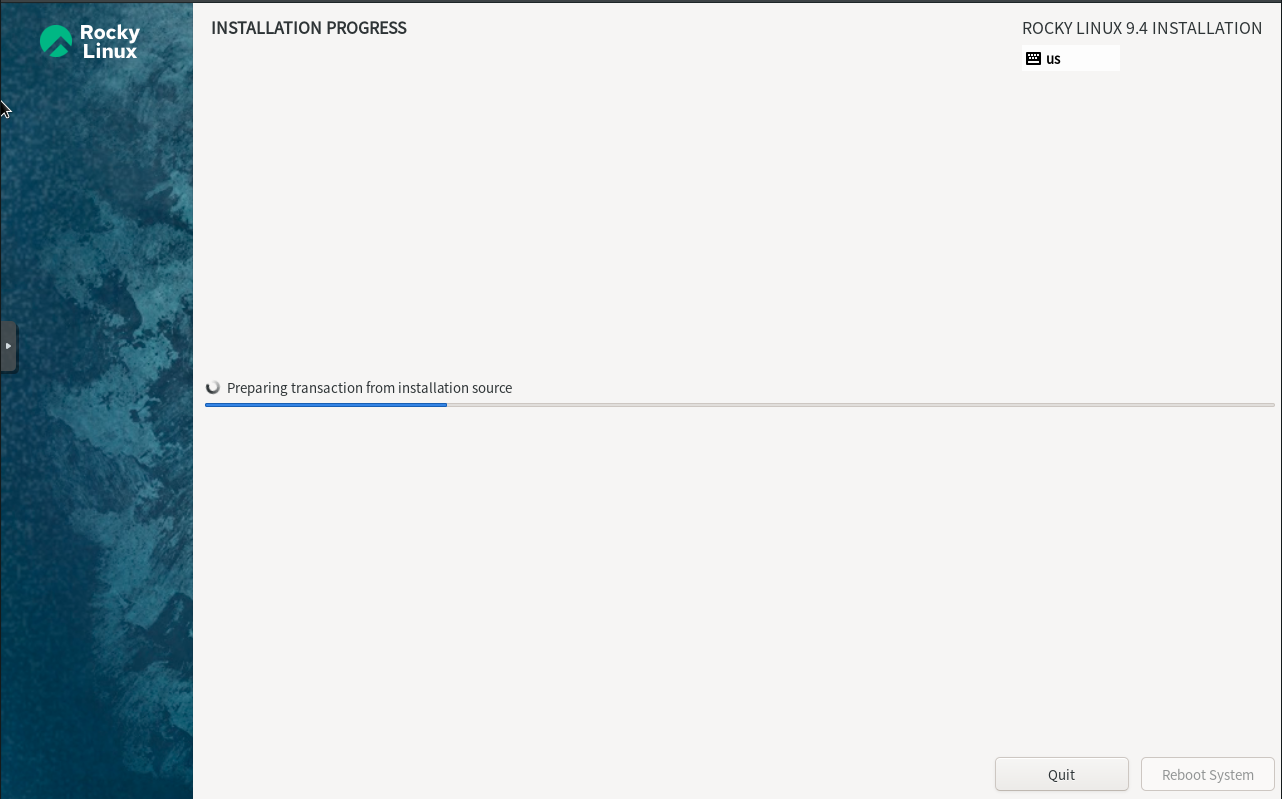 Rocky
Linux
INSTALLATION PROGRESS
ROCKY LINUX 9.4 INSTALLATION
us
Preparing transaction from installation source
Quit
Reboot System